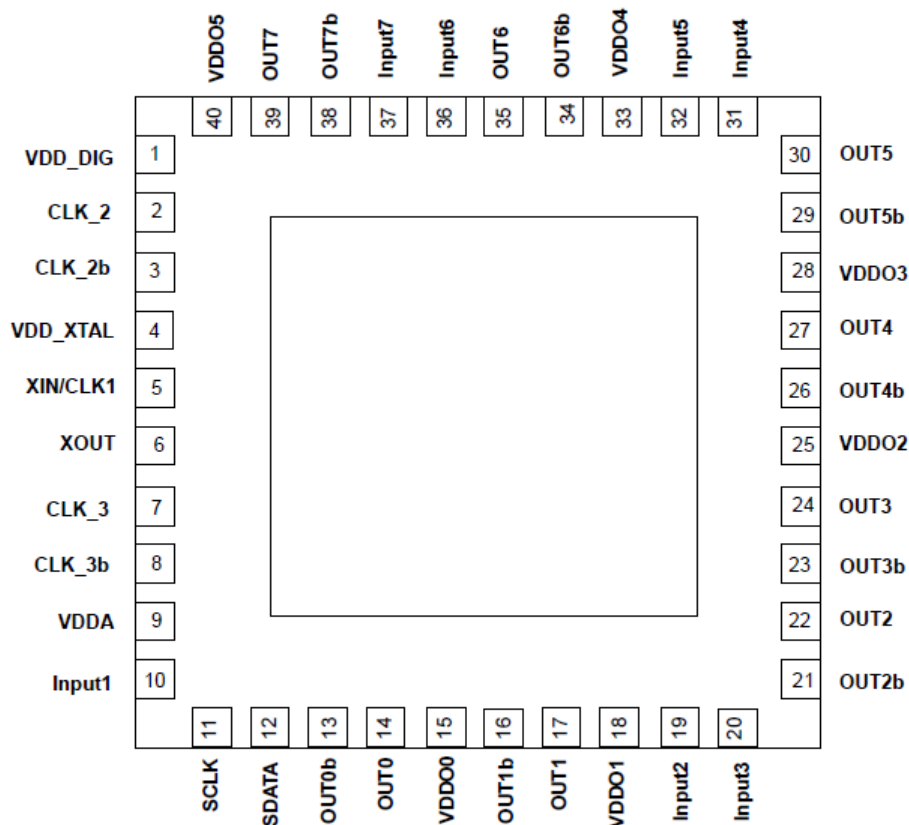 VDDO5
OUT7
OUT7b
Input7
Input6
OUT6
OUT6b
VDDO4
Input5
Input4
40
39
38
37
36
35
34
33
32
31
VDD_DIG 1
CLK_2 2
CLK_2b 3
VDD_XTAL 4
XIN/CLK1 5
XOUT 6
CLK_3 7
CLK_3b 8
VDDA 9
Input1 10
30 OUT5
29 OUT5b
28 VDDO3
27 OUT4
26 OUT4b
25 VDDO2
24 OUT3
23 OUT3b
22 OUT2
21 OUT2b
11
12
13
14
15
16
17
18
19
20
SCLK
SDATA
OUT0b
OUT0
VDDO0
OUT1b
OUT1
VDDO1
Input2
Input3